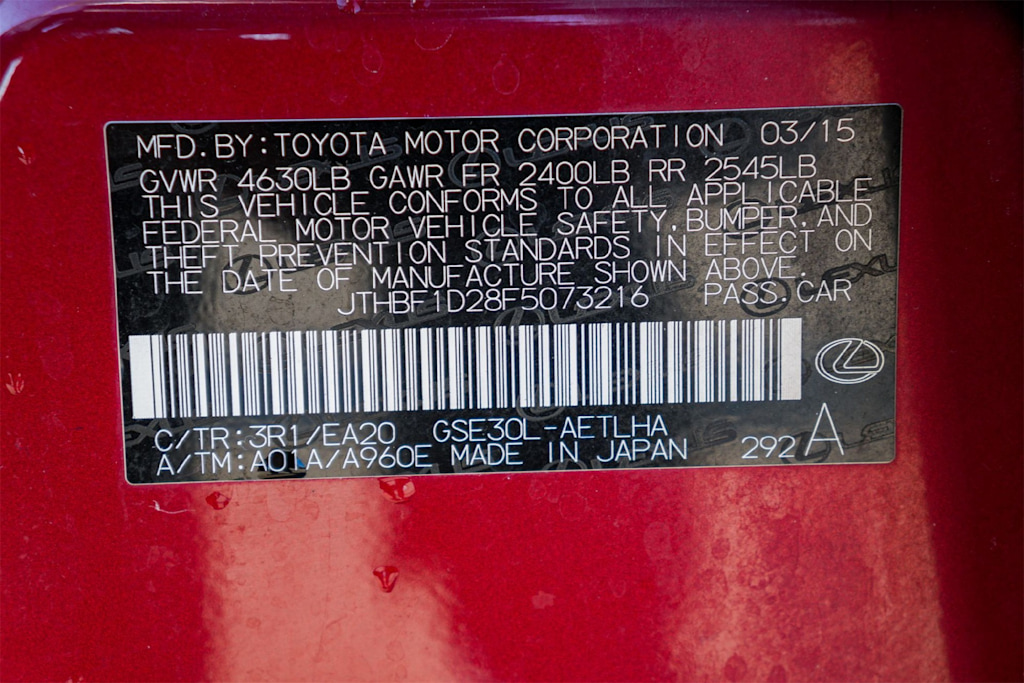 MFD.BY:TOYOTA MOTOR CORPORATION 03/15
GVWR 4630LB GAWR FR 2400LB RR 2545LB
THIS VEHICLE CONFORMS TO ALL APPLICABLE
FEDERAL MOTOR VEHICLE SAFETY,BUMPER,AND
THEFT PREVENTION STANDARDS IN EFFECT ON
THE DATE OF MANUFACTURE SHOWN ABOVE.
JTHBF1D28F5073216 PASS.CAR
C/TR:3R1/EA20 GSE30L-AETLHA
A/TM:A01A/A960E MADE IN JAPAN 292 A